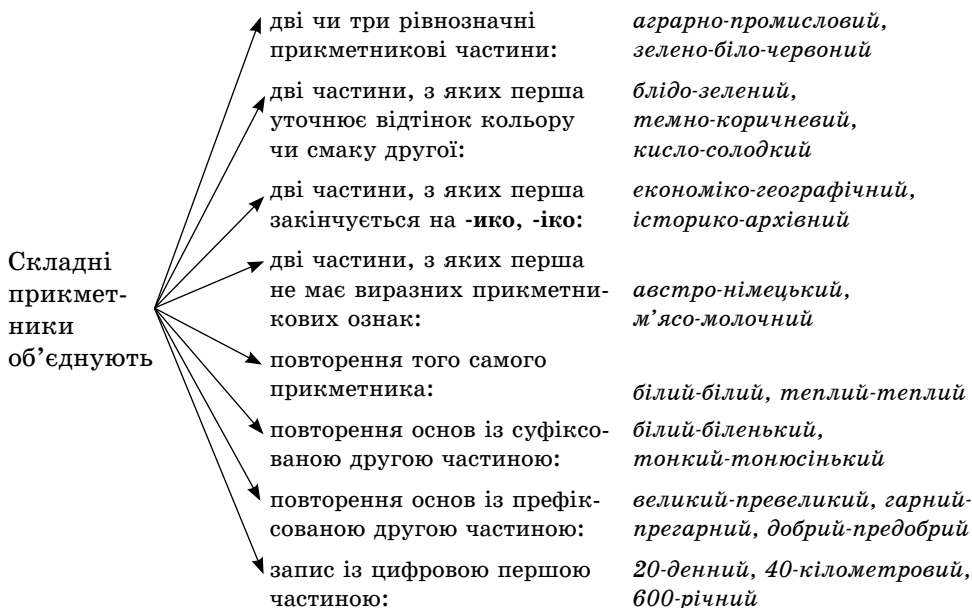 Складні
прикмет-
ники
об’єднують
дві чи три рівнозначні
прикметникові частини:
аграрно-промисловий,
зелено-біло-червоний
дві частини, з яких перша
уточнює відтінок кольору
чи смаку другої:
блідо-зелений,
темно-коричневий,
кисло-солодкий
дві частини, з яких перша
закінчується на -ико, -іко:
економіко-географічний,
історико-архівний
дві частини, з яких перша
не має виразних прикметни-
кових ознак:
австро-німецький,
м’ясо-молочний
повторення того самого
прикметника:
білий-білий, теплий-теплий
повторення основ із суфіксо-
ваною другою частиною:
білий-біленький,
тонкий-тонюсінький
повторення основ із префік-
сованою другою частиною:
великий-превеликий, гарний-
прегарний, добрий-предобрий
запис із цифровою першою
частиною:
20-денний, 40-кілометровий,
600-річний